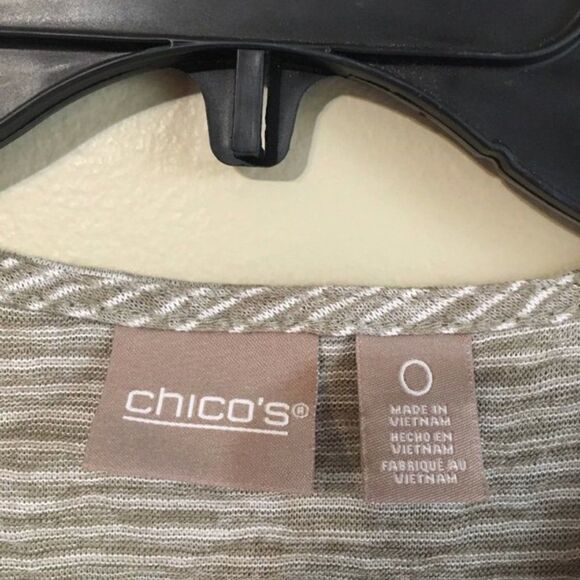 chico's®
0
MADE IN
VIETNAM
HECHO EN
VIETNAM
FABRIQUÉ AU
VIETNAM